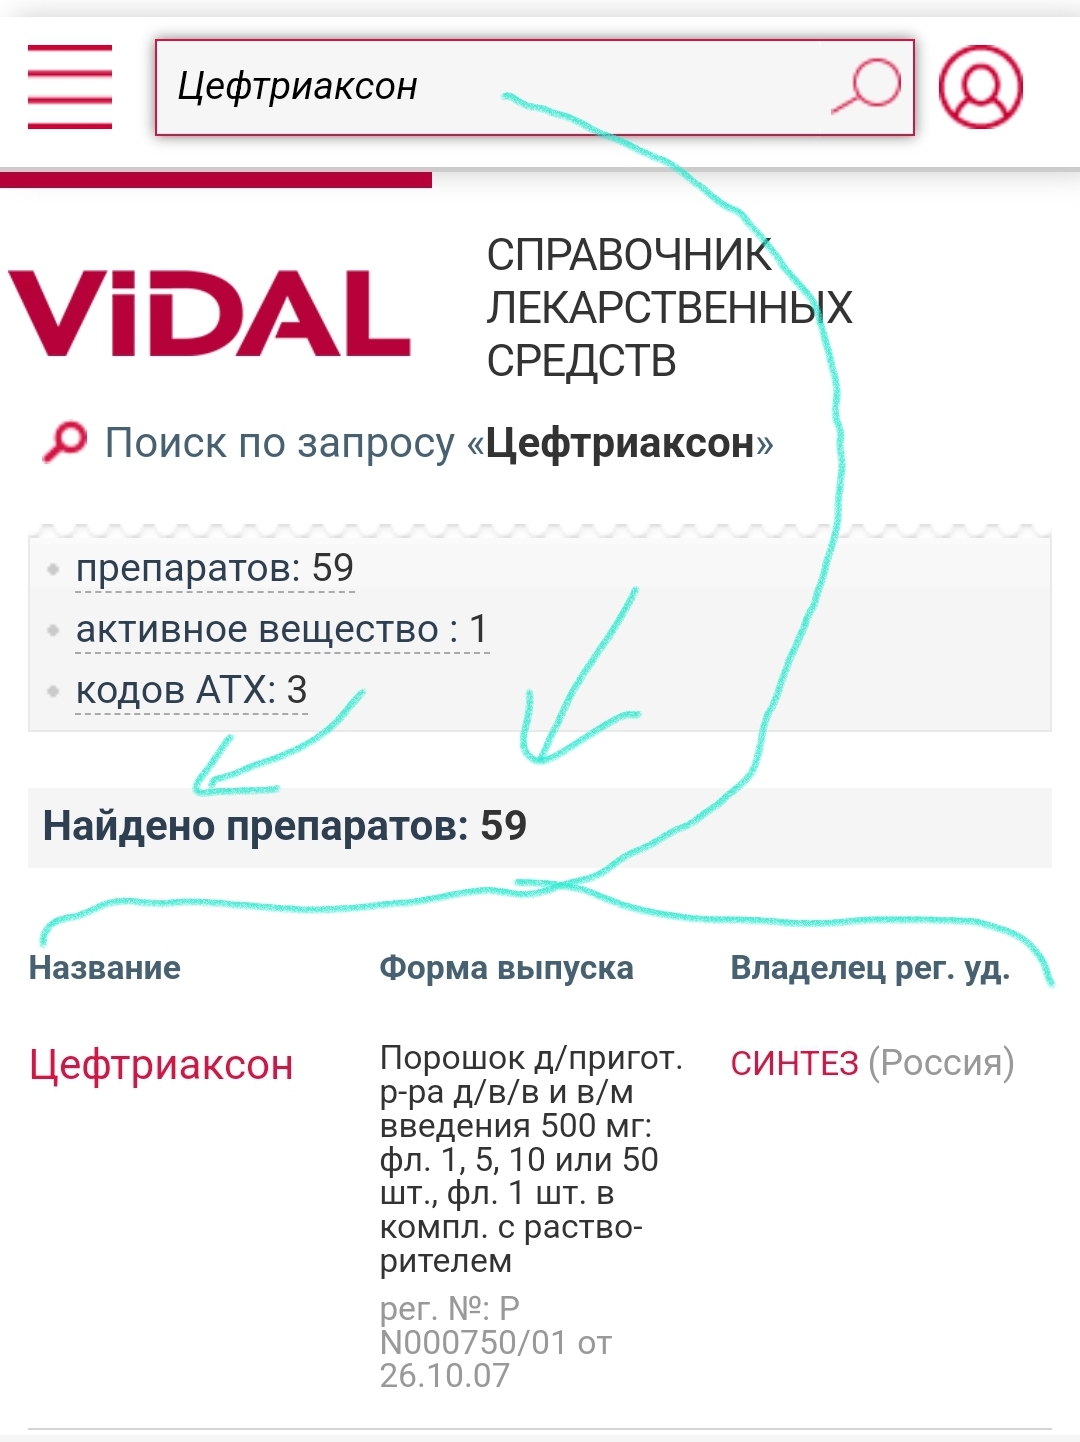 Цефтриаксон
ViDAL
СПРАВОЧНИК
ЛЕКАРСТВЕННЫХ
СРЕДСТВ
Поиск по запросу «Цефтриаксон»
препаратов: 59
активное вещество : 1
кодов АТХ: 3
Найдено препаратов: 59
Название Форма выпуска Владелец рег. уд.
Цефтриаксон
Порошок д/пригот.
р-ра д/в/в и в/м
введения 500 мг:
фл. 1, 5, 10 или 50
шт., фл. 1 шт. в
компл. с раство-
рителем
рег. №: Р
N000750/01 от
26.10.07
СИНТЕЗ (Россия)